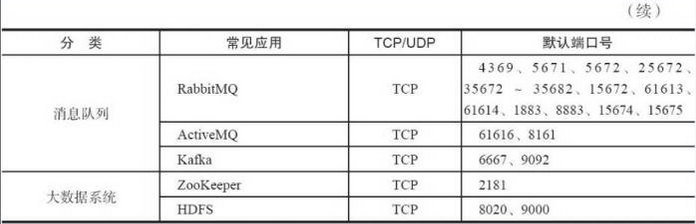 （续）
分 类 常见应用 TCP/UDP 默认端口号
4369、5671、5672、25672、
消息队列 RabbitMQ TCP 35672 ~ 35682、15672、61613、
61614、1883、8883、15674、15675
ActiveMQ TCP 61616、8161
Kafka TCP 6667、9092
大数据系统 ZooKeeper TCP 2181
HDFS TCP 8020、9000